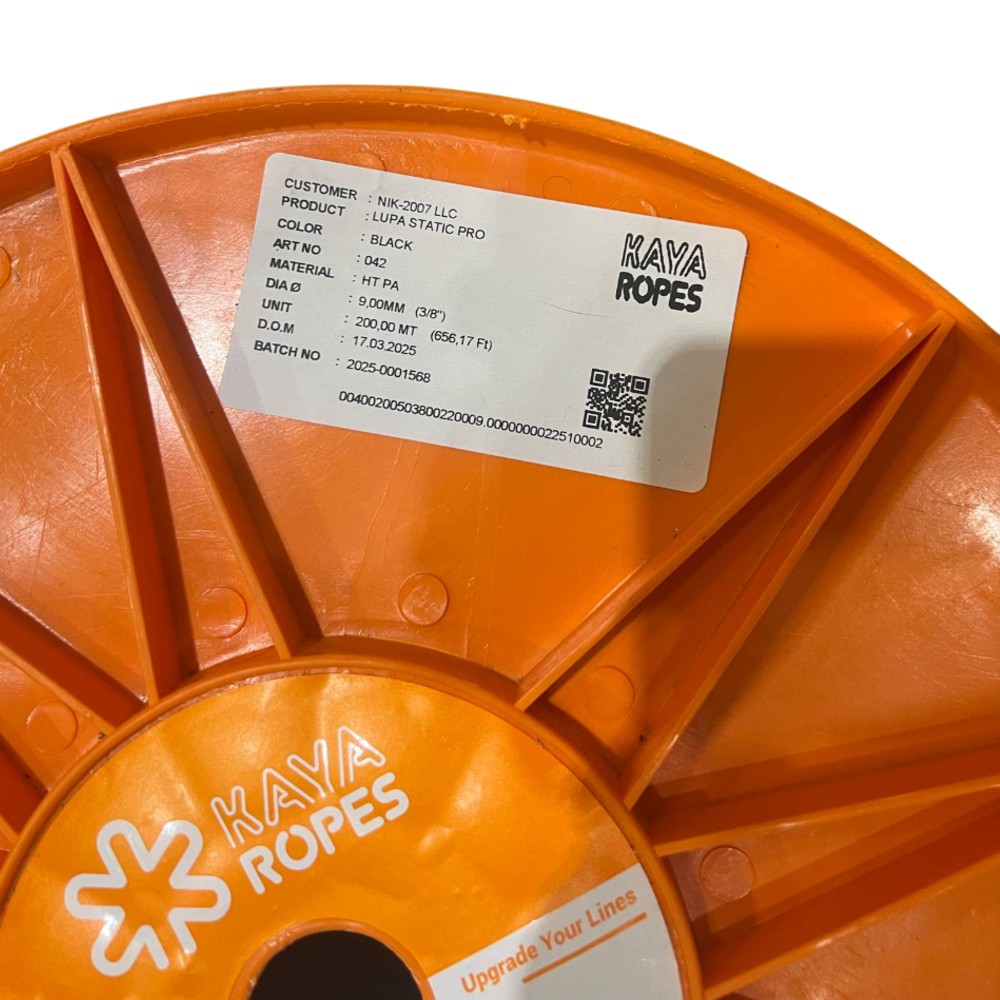 CUSTOMER : NIK-2007 LLC
PRODUCT : LUPA STATIC PRO
COLOR : BLACK
ART NO : 042
MATERIAL : HT PA
DIA Ø : 9,00MM (3/8")
UNIT : 200,00 MT (656,17 Ft)
D.O.M : 17.03.2025
BATCH NO : 2025-0001568
00400200503800220009.0000000022510002
KAYA
ROPES
KAYA
ROPES
Upgrade Your Lines